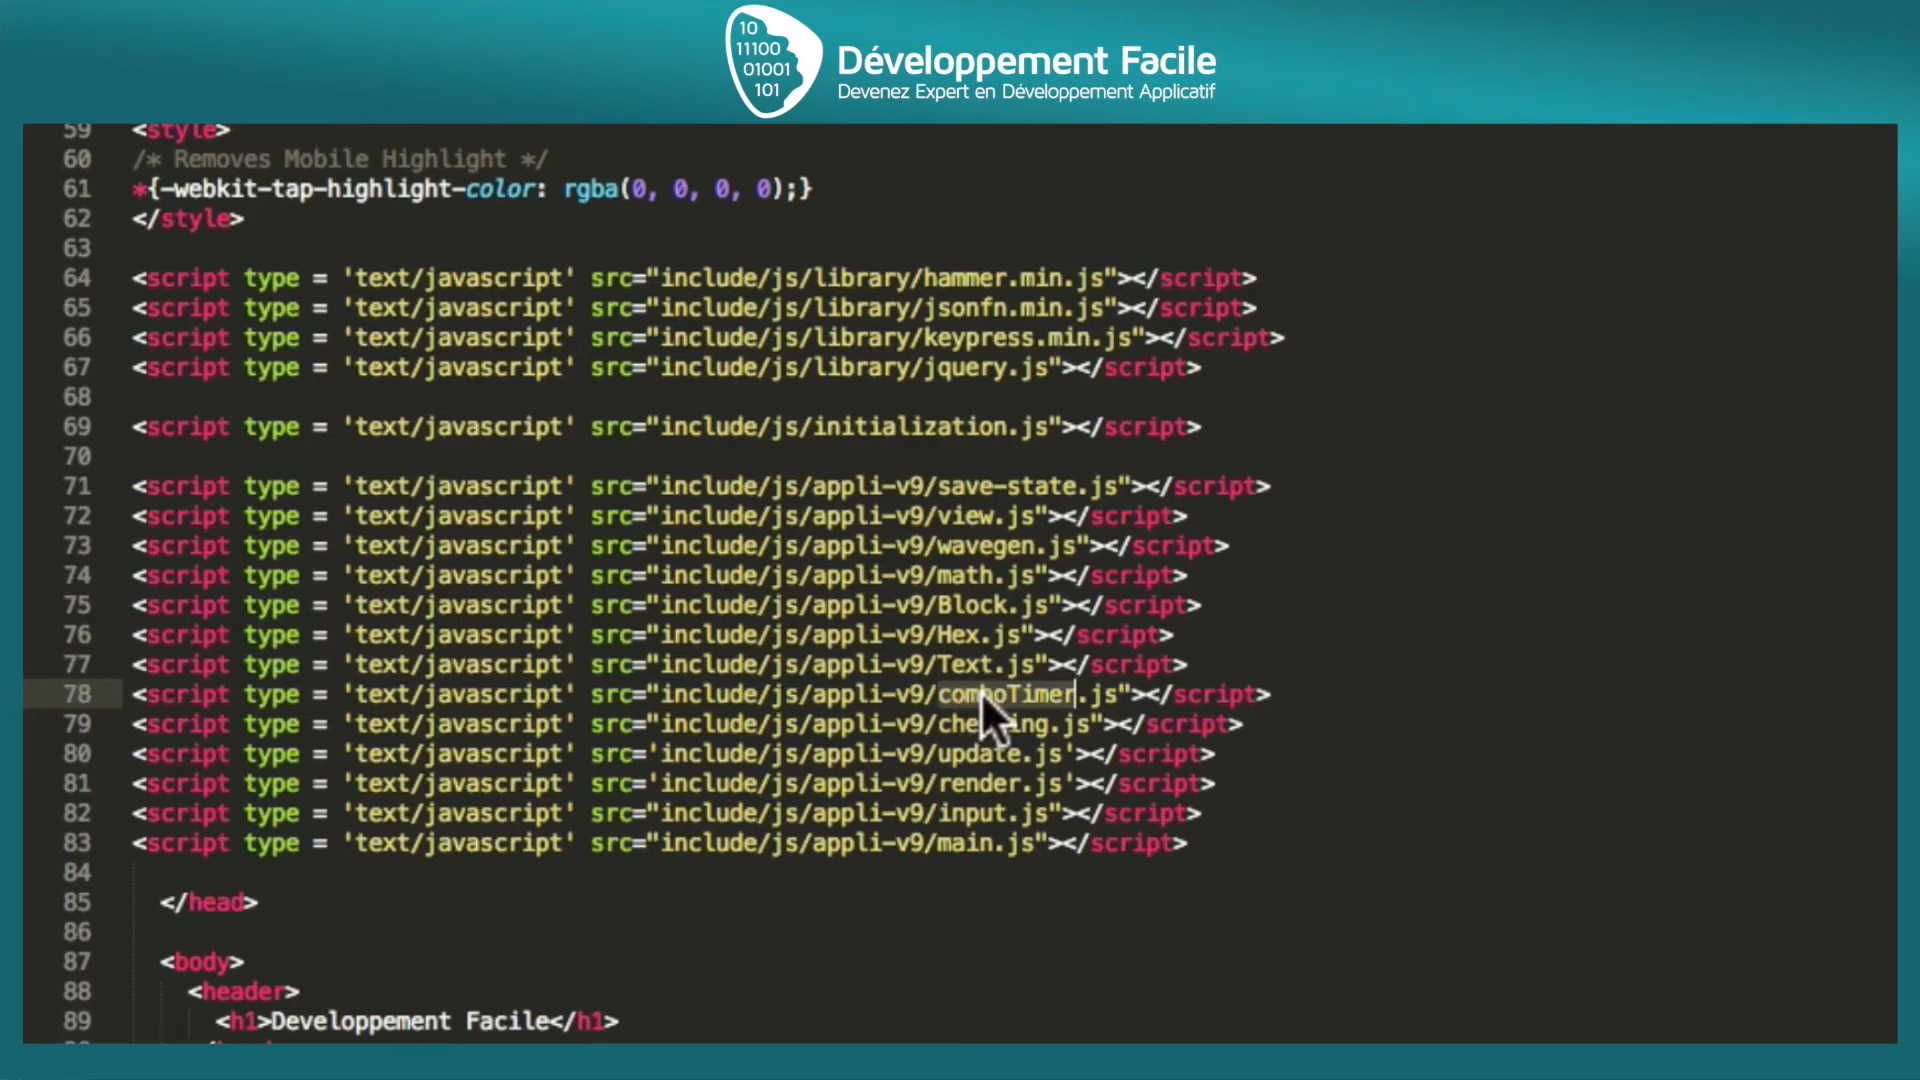 10
11100
01001
101
Développement Facile
Devenez Expert en Développement Applicatif
59 <style>
60 /* Removes Mobile Highlight */
61 *{-webkit-tap-highlight-color: rgba(0, 0, 0, 0);}
62 </style>
63
64 <script type = 'text/javascript' src="include/js/library/hammer.min.js"></script>
65 <script type = 'text/javascript' src="include/js/library/jsonfn.min.js"></script>
66 <script type = 'text/javascript' src="include/js/library/keypress.min.js"></script>
67 <script type = 'text/javascript' src="include/js/library/jquery.js"></script>
68
69 <script type = 'text/javascript' src="include/js/initialization.js"></script>
70
71 <script type = 'text/javascript' src="include/js/appli-v9/save-state.js"></script>
72 <script type = 'text/javascript' src="include/js/appli-v9/view.js"></script>
73 <script type = 'text/javascript' src="include/js/appli-v9/wavegen.js"></script>
74 <script type = 'text/javascript' src="include/js/appli-v9/math.js"></script>
75 <script type = 'text/javascript' src="include/js/appli-v9/Block.js"></script>
76 <script type = 'text/javascript' src="include/js/appli-v9/Hex.js"></script>
77 <script type = 'text/javascript' src="include/js/appli-v9/Text.js"></script>
78 <script type = 'text/javascript' src="include/js/appli-v9/comboTimer.js"></script>
79 <script type = 'text/javascript' src="include/js/appli-v9/checking.js"></script>
80 <script type = 'text/javascript' src='include/js/appli-v9/update.js'></script>
81 <script type = 'text/javascript' src='include/js/appli-v9/render.js'></script>
82 <script type = 'text/javascript' src="include/js/appli-v9/input.js"></script>
83 <script type = 'text/javascript' src="include/js/appli-v9/main.js"></script>
84
85 </head>
86
87 <body>
88 <header>
89 <h1>Developpement Facile</h1>